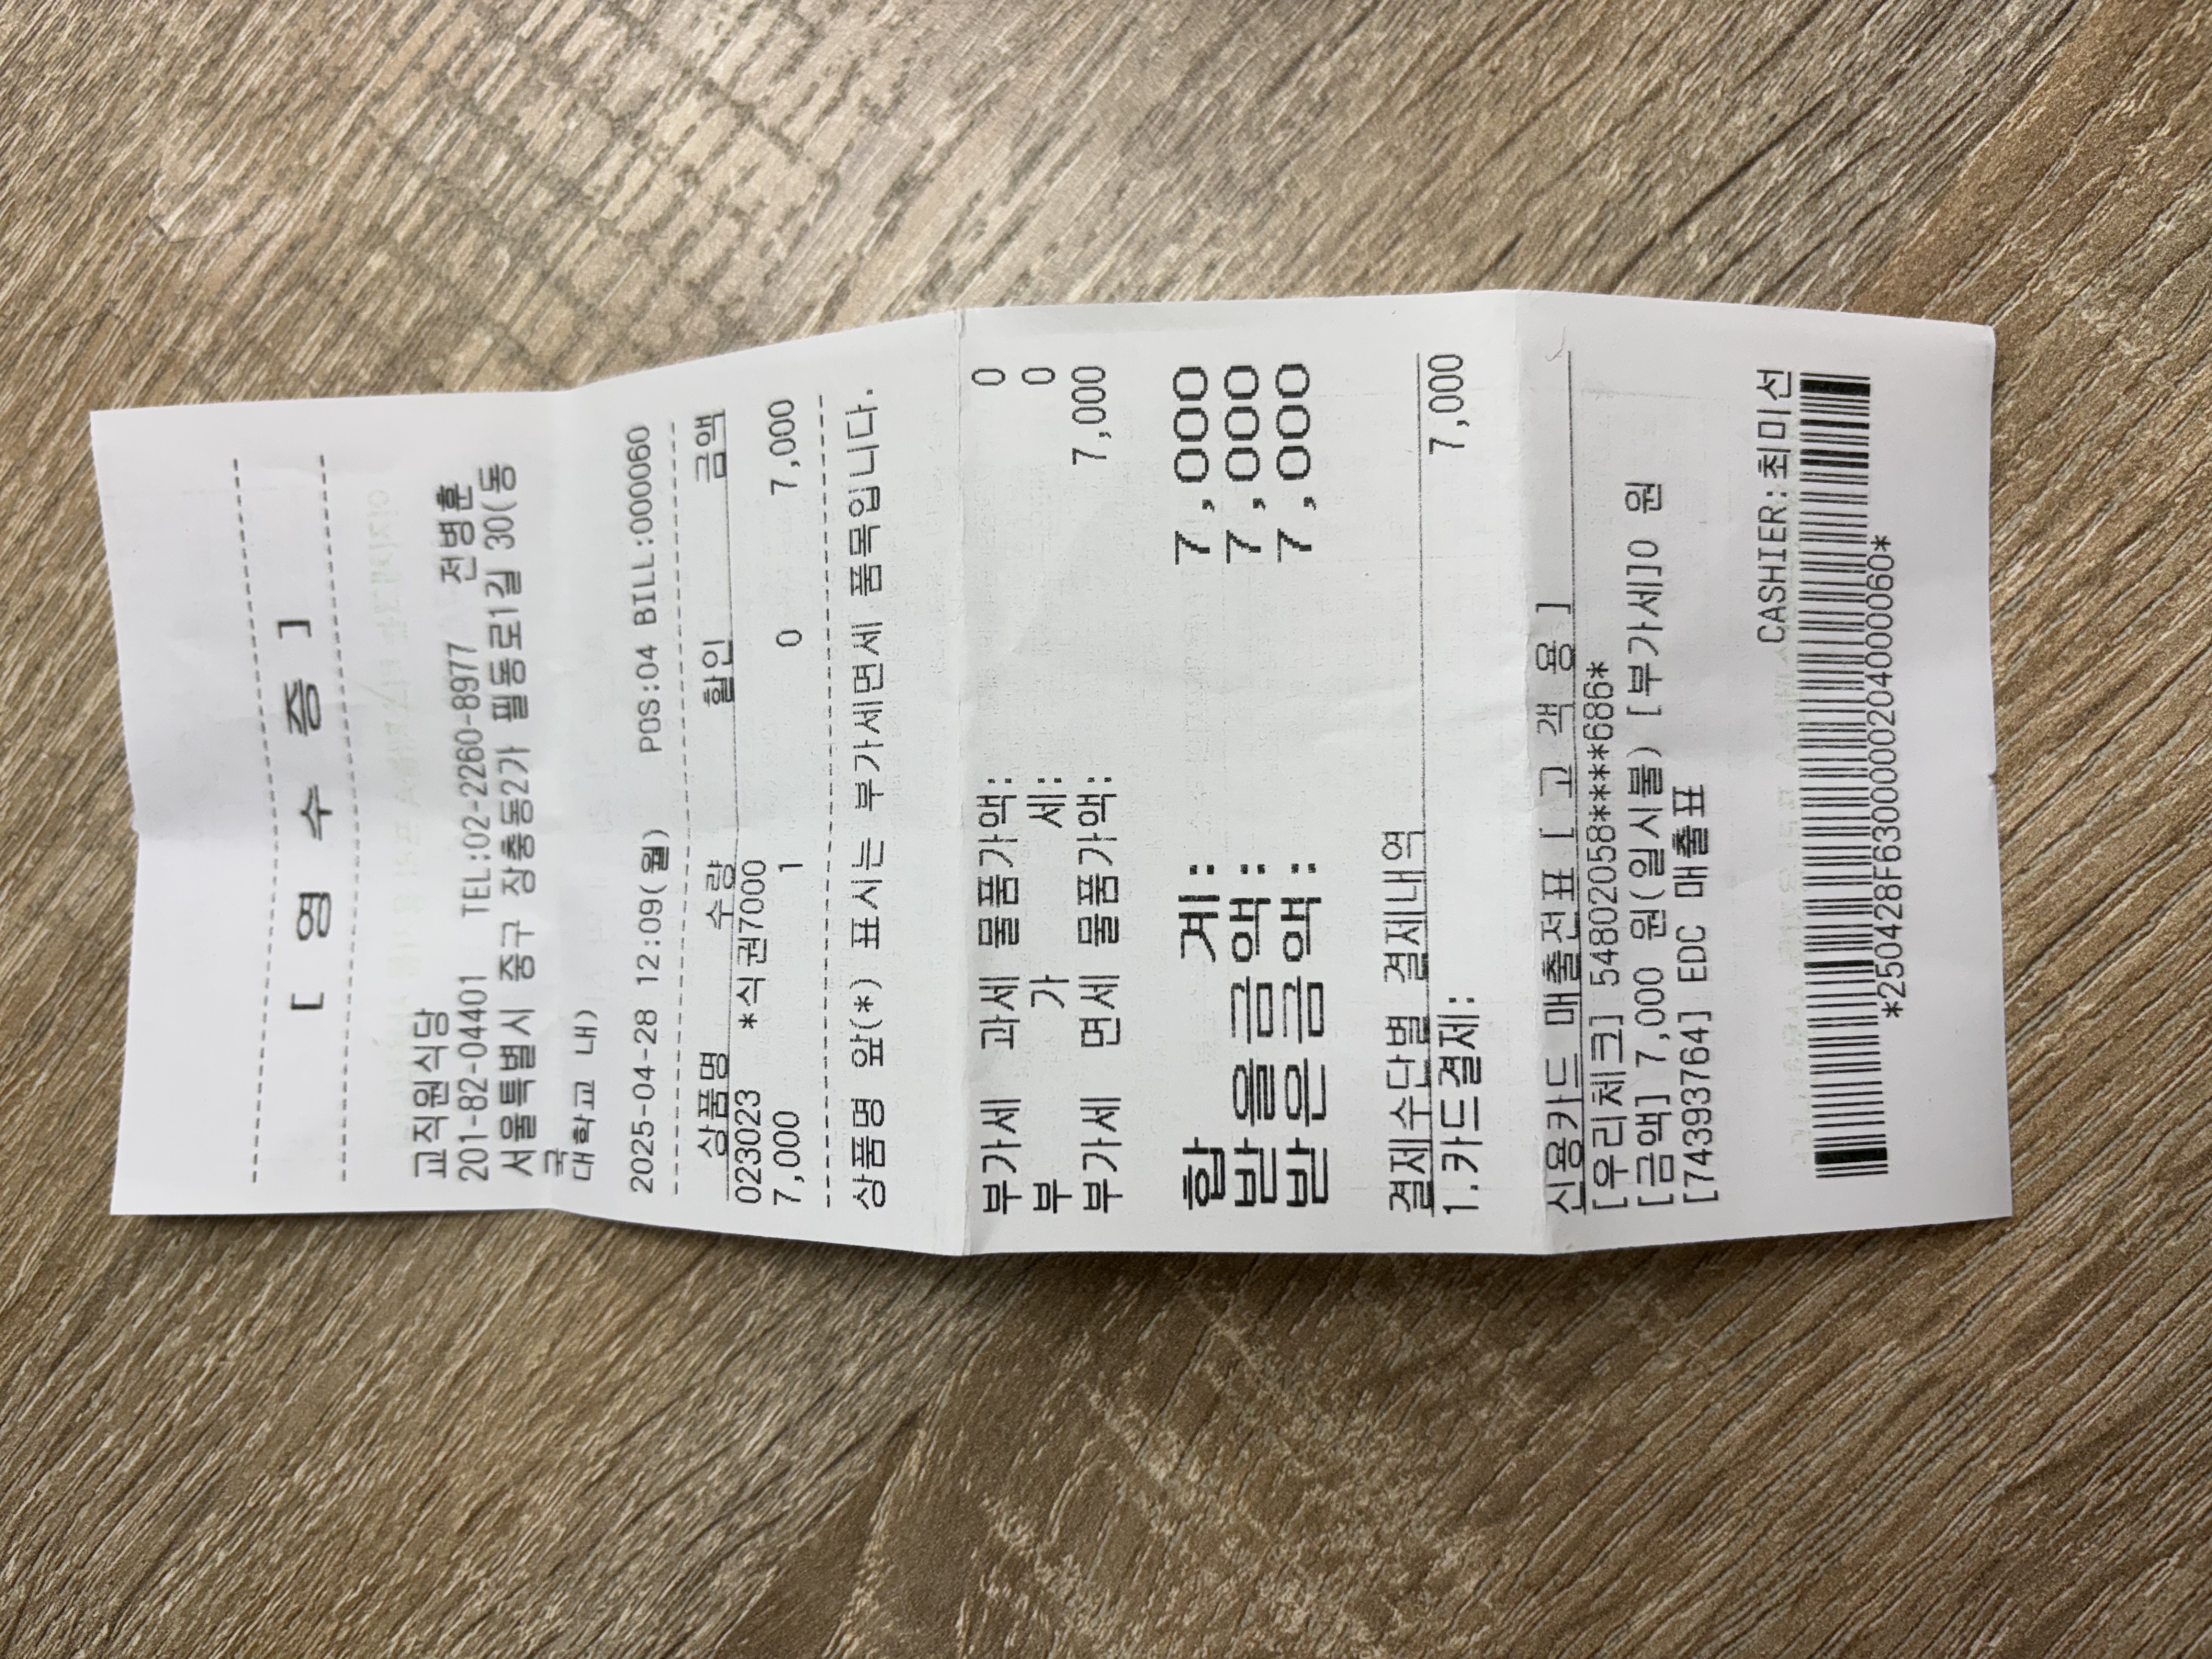 [ 영 수 증 ]
교직원식당
201-82-04401 TEL:02-2260-8977 전병훈
서울특별시 중구 장충동2가 필동로1길 30(동
국
대학교 내)
2025-04-28 12:09(월) POS:04 BILL:000060
상품명 수량 할인 금액
023023 *식권7000
7,000 1 0 7,000
상품명 앞(*) 표시는 부가세면세 품목입니다.
부가세 과세 물품가액: 0
부 가 세: 0
부가세 면세 물품가액: 7,000
합 계: 7,000
받을금액: 7,000
받은금액: 7,000
결제수단별 결제내역
1.카드결제: 7,000
신용카드 매출전표 [ 고 객 용 ]
[우리체크] 54802058****686*
[금액] 7,000 원(일시불) [부가세]0 원
[74393764] EDC 매출표
CASHIER:최미선
*250428F6300000204000060*